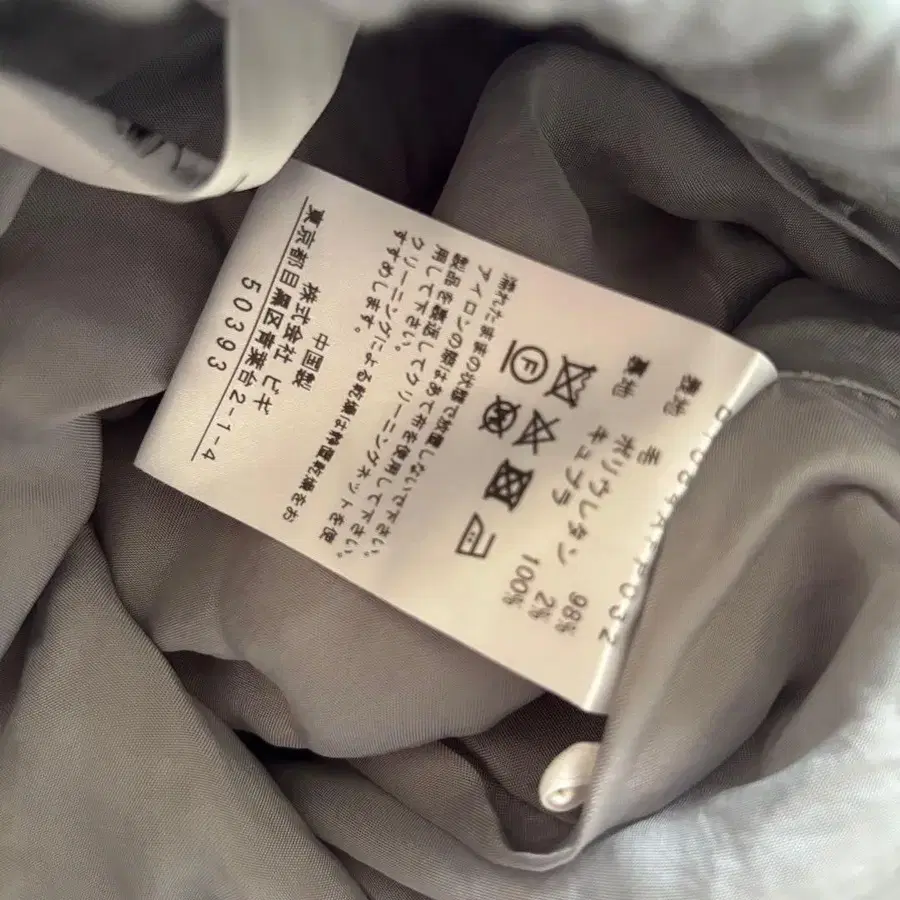 表地 毛 98%
ポリウレタン 2%
裏地 キュプラ 100%
F
濡れたままの状態で放置しないで下さい。
アイロンの際はあて布を使用して下さい。
製品を裏返してクリーニングネットを使
用して下さい。
クリーニングによる乾燥は静置乾燥をお
すすめします。
中国製
株式会社 ビギ
東京都目黒区青葉台2-1-4
50393